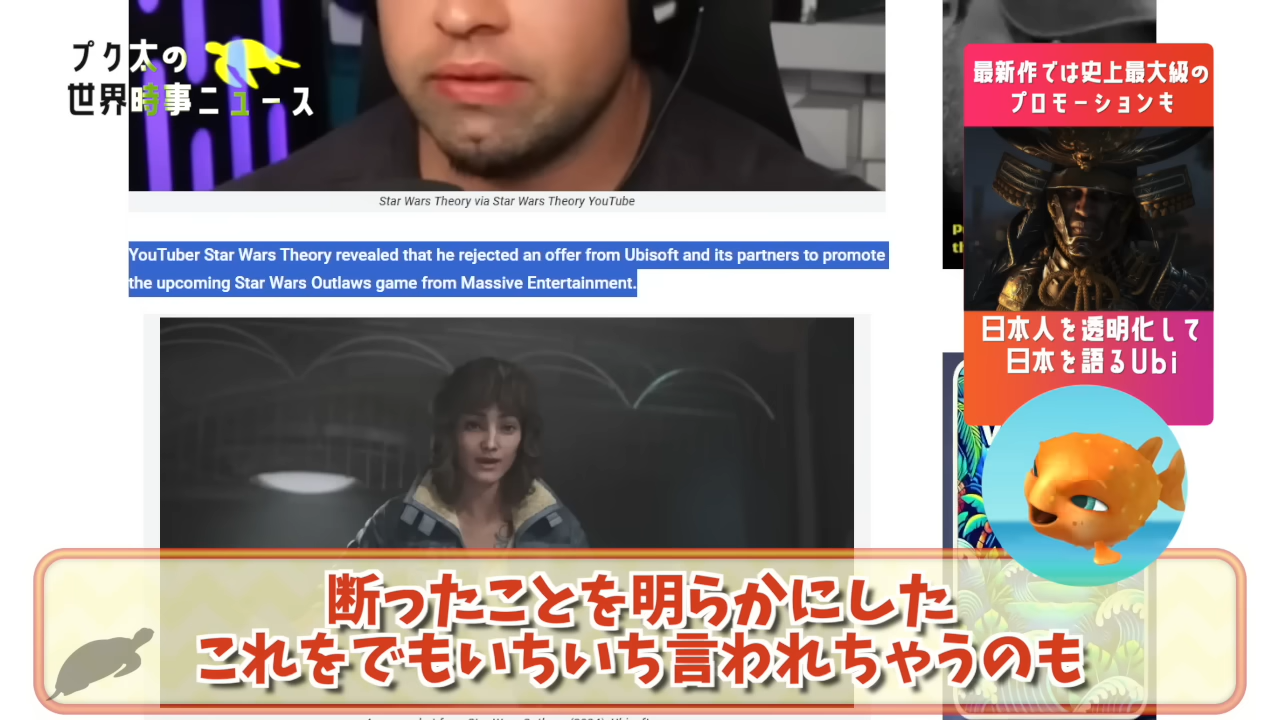 プク太の
世界時事ニュース
Star Wars Theory via Star Wars Theory YouTube
YouTuber Star Wars Theory revealed that he rejected an offer from Ubisoft and its partners to promote
the upcoming Star Wars Outlaws game from Massive Entertainment.
最新作では史上最大級の
プロモーションも
日本人を透明化して
日本を語るUbi
断ったことを明らかにした
これをでもいちいち言われちゃうのも